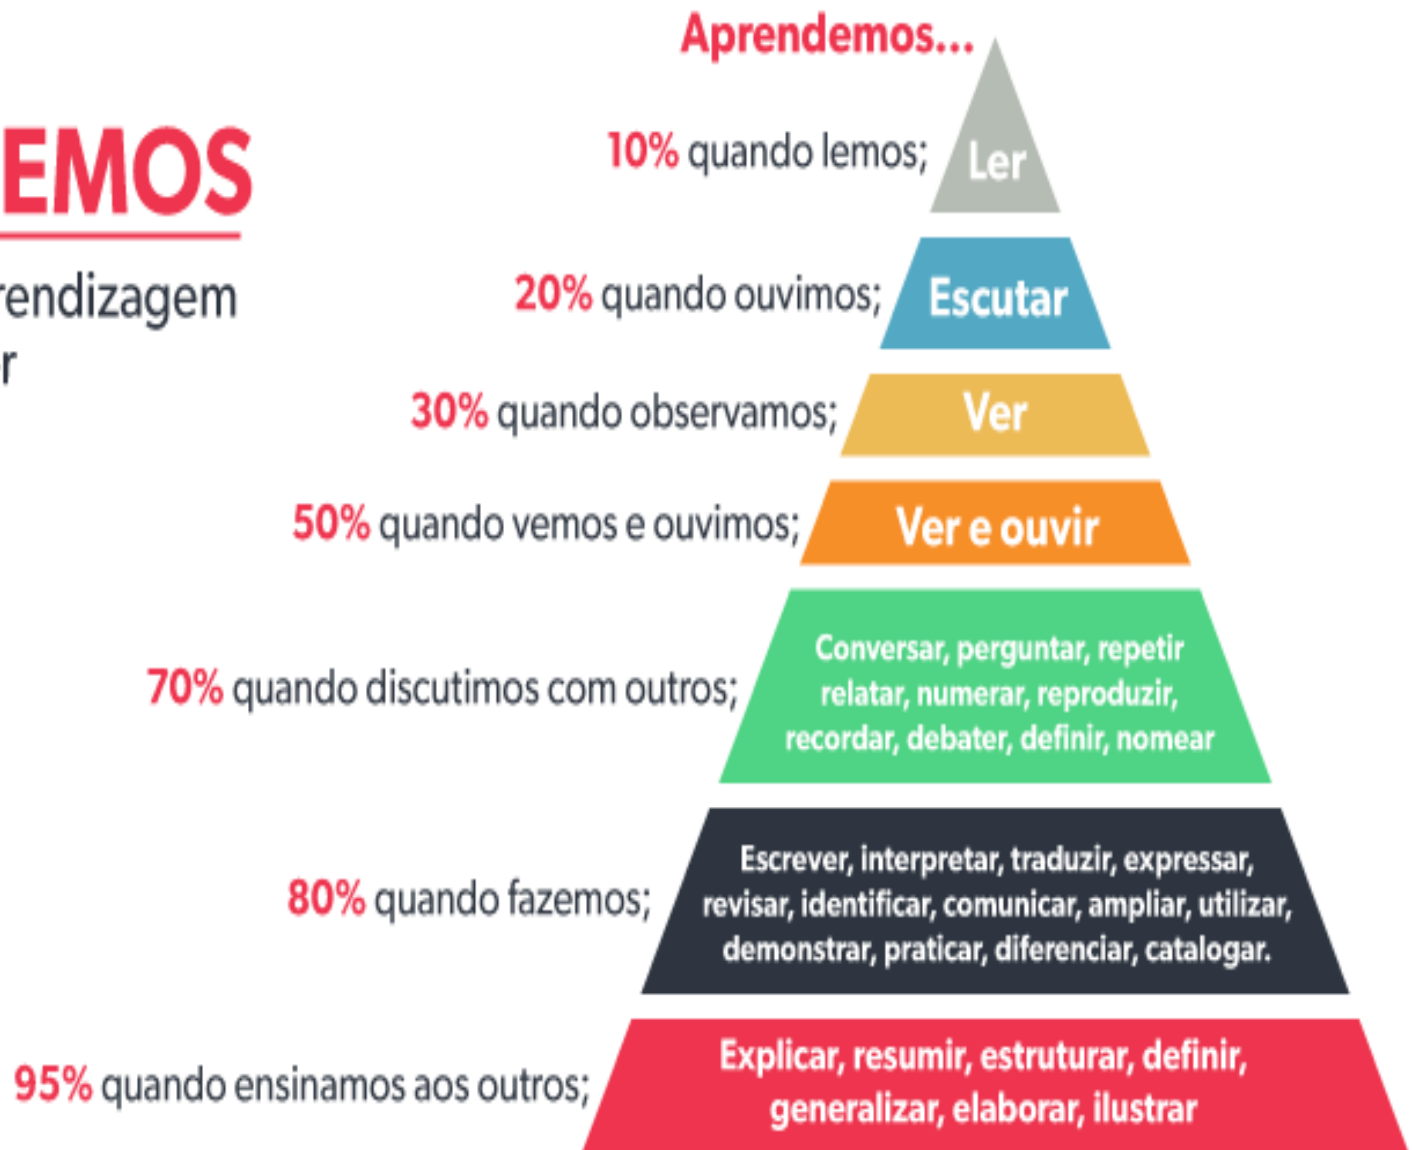 Aprendemos...
EMOS
rendizagem
r
10% quando lemos;
Ler
20% quando ouvimos;
Escutar
30% quando observamos;
Ver
50% quando vemos e ouvimos;
Ver e ouvir
70% quando discutimos com outros;
Conversar, perguntar, repetir
relatar, numerar, reproduzir,
recordar, debater, definir, nomear
80% quando fazemos;
Escrever, interpretar, traduzir, expressar,
revisar, identificar, comunicar, ampliar, utilizar,
demonstrar, praticar, diferenciar, catalogar.
95% quando ensinamos aos outros;
Explicar, resumir, estruturar, definir,
generalizar, elaborar, ilustrar